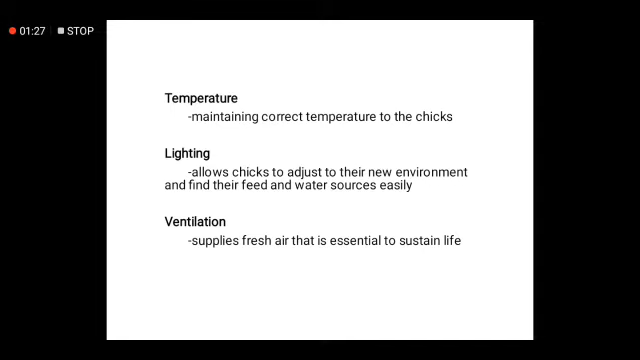 01:27 STOP
Temperature
-maintaining correct temperature to the chicks
Lighting
-allows chicks to adjust to their new environment
and find their feed and water sources easily
Ventilation
-supplies fresh air that is essential to sustain life